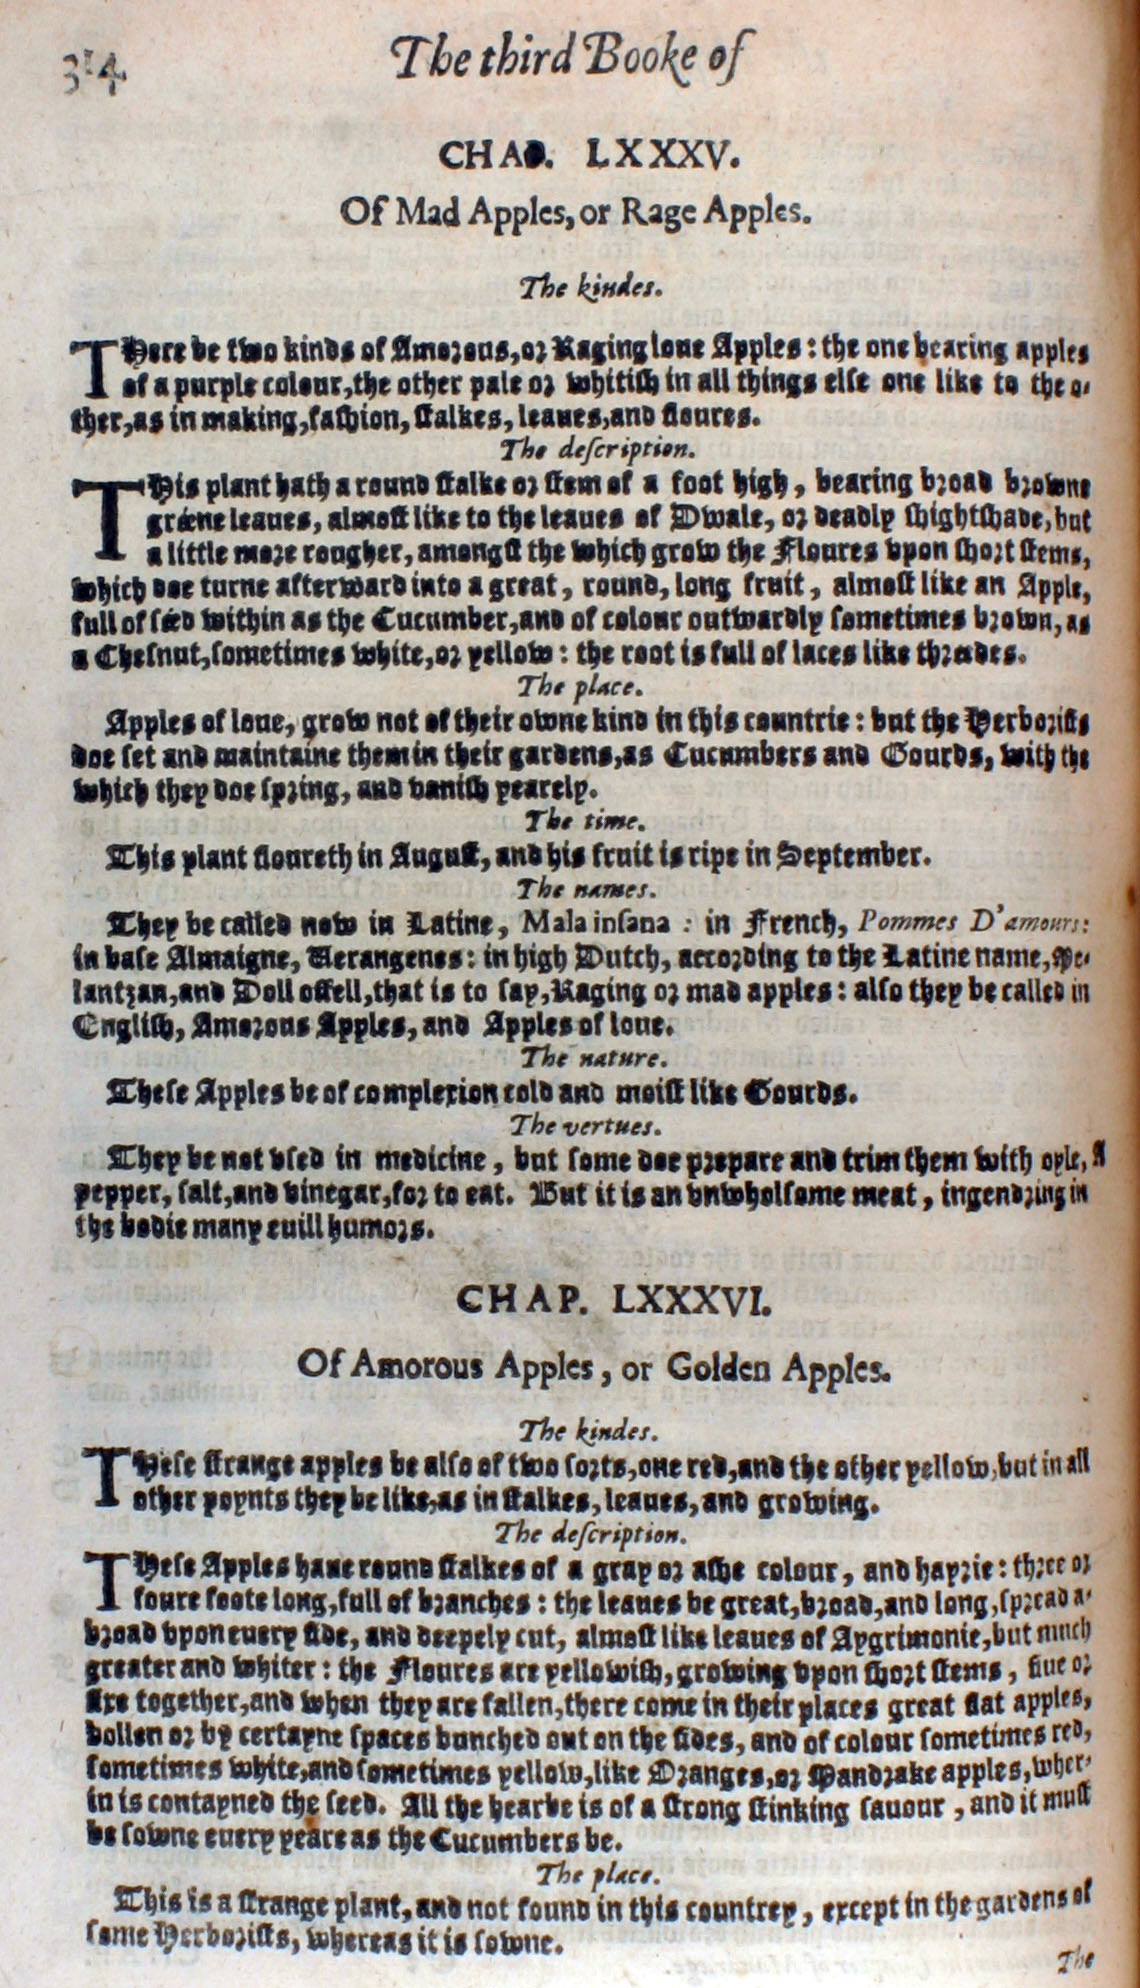 314
The third Booke of
CHAP. LXXXV.
Of Mad Apples, or Rage Apples.
The kindes.
THere be two kinds of Amorous, or Raging loue Apples: the one bearing apples
of a purple colour, the other pale or whitish in all things else one like to the o-
ther, as in making, fashion, stalkes, leaues, and floures.
The description.
THis plant hath a round stalke or stem of a foot high, bearing broad browne
gréene leaues, almost like to the leaues of Dwale, or deadly Nightshade, but
a little more rougher, amongst the which grow the Floures vpon short stems,
which doe turne afterward into a great, round, long fruit, almost like an Apple,
full of séed within as the Cucumber, and of colour outwardly sometimes brown, as
a Chesnut, sometimes white, or yellow: the root is full of laces like thréedes.
The place.
Apples of loue, grow not of their owne kind in this countrie: but the Herborists
doe set and maintaine them in their gardens, as Cucumbers and Gourds, with the
which they doe spring, and vanish yearely.
The time.
This plant floureth in August, and his fruit is ripe in September.
The names.
They be called now in Latine, Mala insana: in French, Pommes D'amours:
in base Almaigne, Verangenes: in high Dutch, according to the Latine name, Me-
lantzan, and Doll offell, that is to say, Raging or mad apples: also they be called in
English, Amorous Apples, and Apples of loue.
The nature.
These Apples be of complexion cold and moist like Gourds.
The vertues.
They be not vsed in medicine, but some doe prepare and trim them with oyle, A
pepper, salt, and vinegar, for to eat. But it is an vnwholsome meat, ingendring in
the bodie many euill humors.
CHAP. LXXXVI.
Of Amorous Apples, or Golden Apples.
The kindes.
THese strange apples be also of two sorts, one red, and the other yellow, but in all
other poynts they be like, as in stalkes, leaues, and growing.
The description.
THese Apples haue round stalkes of a gray or ashe colour, and hayrie: three or
foure foote long, full of branches: the leaues be great, broad, and long, spread a-
broad vpon euery side, and deepely cut, almost like leaues of Aygrimonie, but much
greater and whiter: the Floures are yellowish, growing vpon short stems, fiue or
sixe together, and when they are fallen, there come in their places great flat apples,
bollen or by certayne spaces bunched out on the sides, and of colour sometimes red,
sometimes white, and sometimes yellow, like Oranges, or Mandrake apples, wher-
in is contayned the seed. All the hearbe is of a strong stinking sauour, and it must
be sowne euery yeare as the Cucumbers be.
The place.
This is a strange plant, and not found in this countrey, except in the gardens of
some Herborists, whereas it is sowne.
The